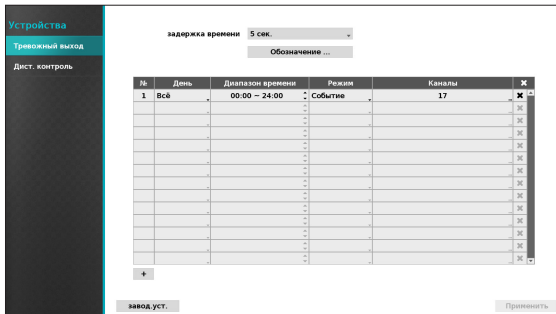 Устройства
Тревожный выход
Дист. контроль
задержка времени 5 сек.
Обозначение ...
№ День Диапазон времени Режим Каналы ✖
1 Всё 00:00 ~ 24:00 Событие 17 ✖
+
завод.уст. Применить